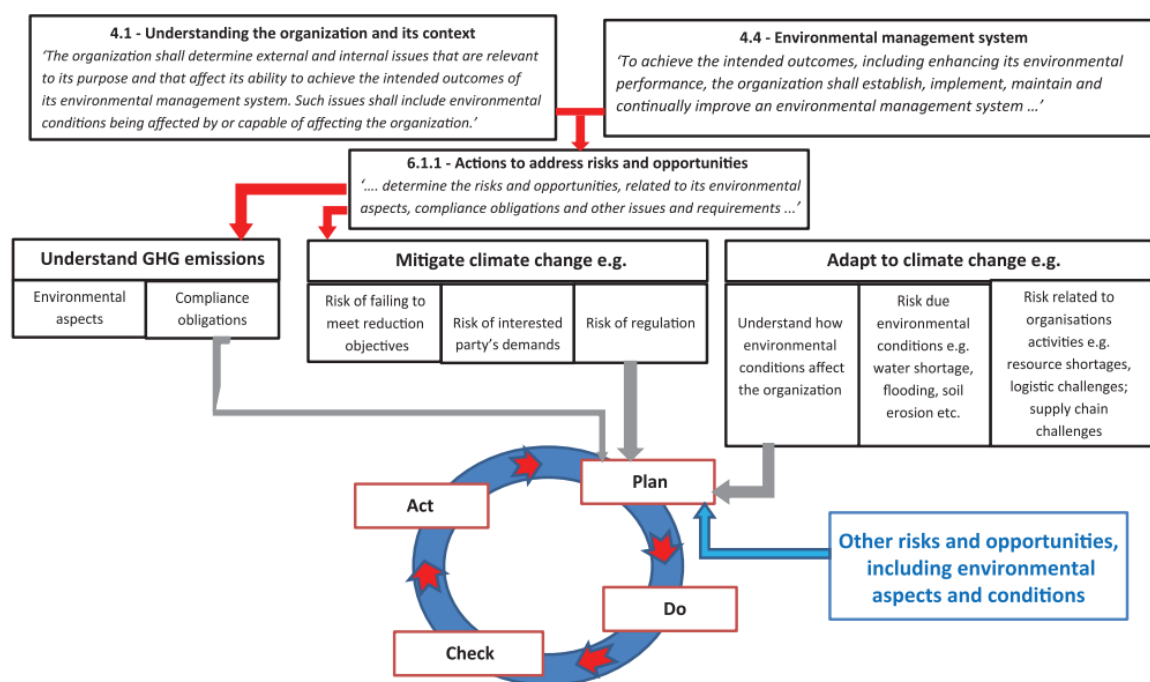 4.1 - Understanding the organization and its context
‘The organization shall determine external and internal issues that are relevant
to its purpose and that affect its ability to achieve the intended outcomes of
its environmental management system. Such issues shall include environmental
conditions being affected by or capable of affecting the organization.’
4.4 - Environmental management system
‘To achieve the intended outcomes, including enhancing its environmental
performance, the organization shall establish, implement, maintain and
continually improve an environmental management system ...’
6.1.1 - Actions to address risks and opportunities
‘.... determine the risks and opportunities, related to its environmental
aspects, compliance obligations and other issues and requirements ...’
Understand GHG emissions
Environmental
aspects
Compliance
obligations
Mitigate climate change e.g.
Risk of failing to
meet reduction
objectives
Risk of interested
party’s demands
Risk of regulation
Adapt to climate change e.g.
Understand how
environmental
conditions affect
the organization
Risk due
environmental
conditions e.g.
water shortage,
flooding, soil
erosion etc.
Risk related to
organisations
activities e.g.
resource shortages,
logistic challenges;
supply chain
challenges
Plan
Act
Do
Check
Other risks and opportunities,
including environmental
aspects and conditions